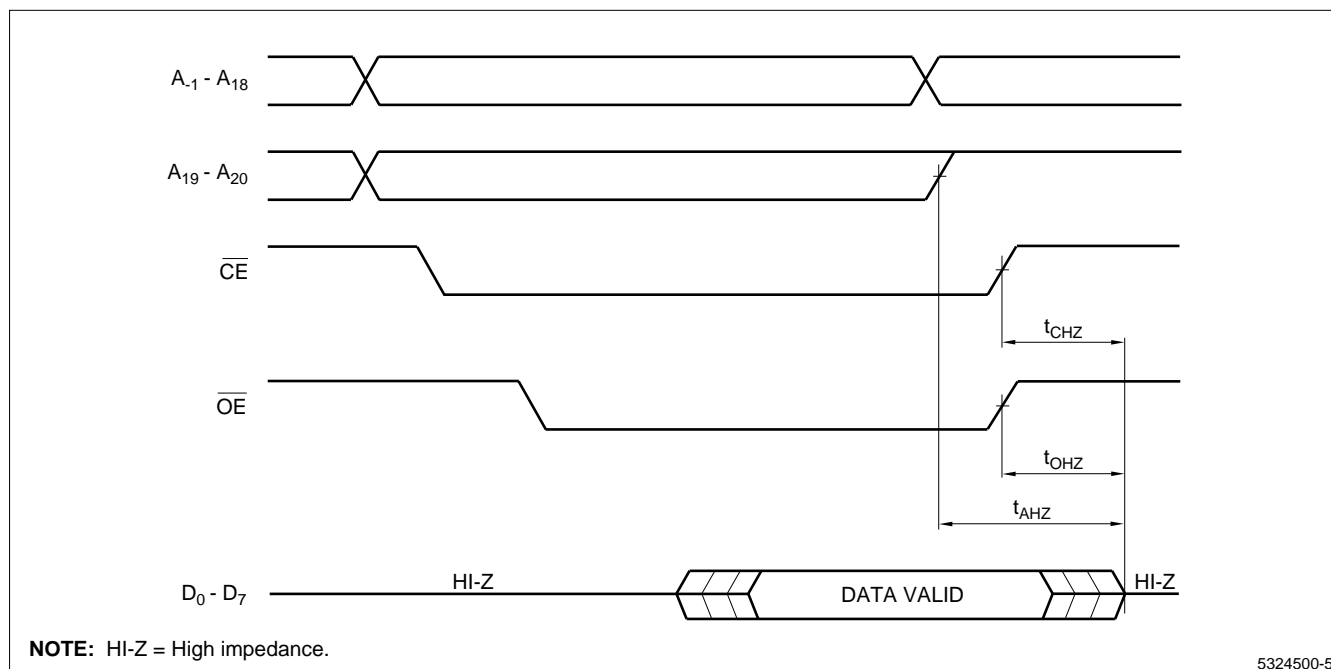 A-1 - A18
A19 - A20
CE
tCHZ
OE
tOHZ
tAHZ
D0 - D7
HI-Z
DATA VALID
HI-Z
NOTE: HI-Z = High impedance.
5324500-5